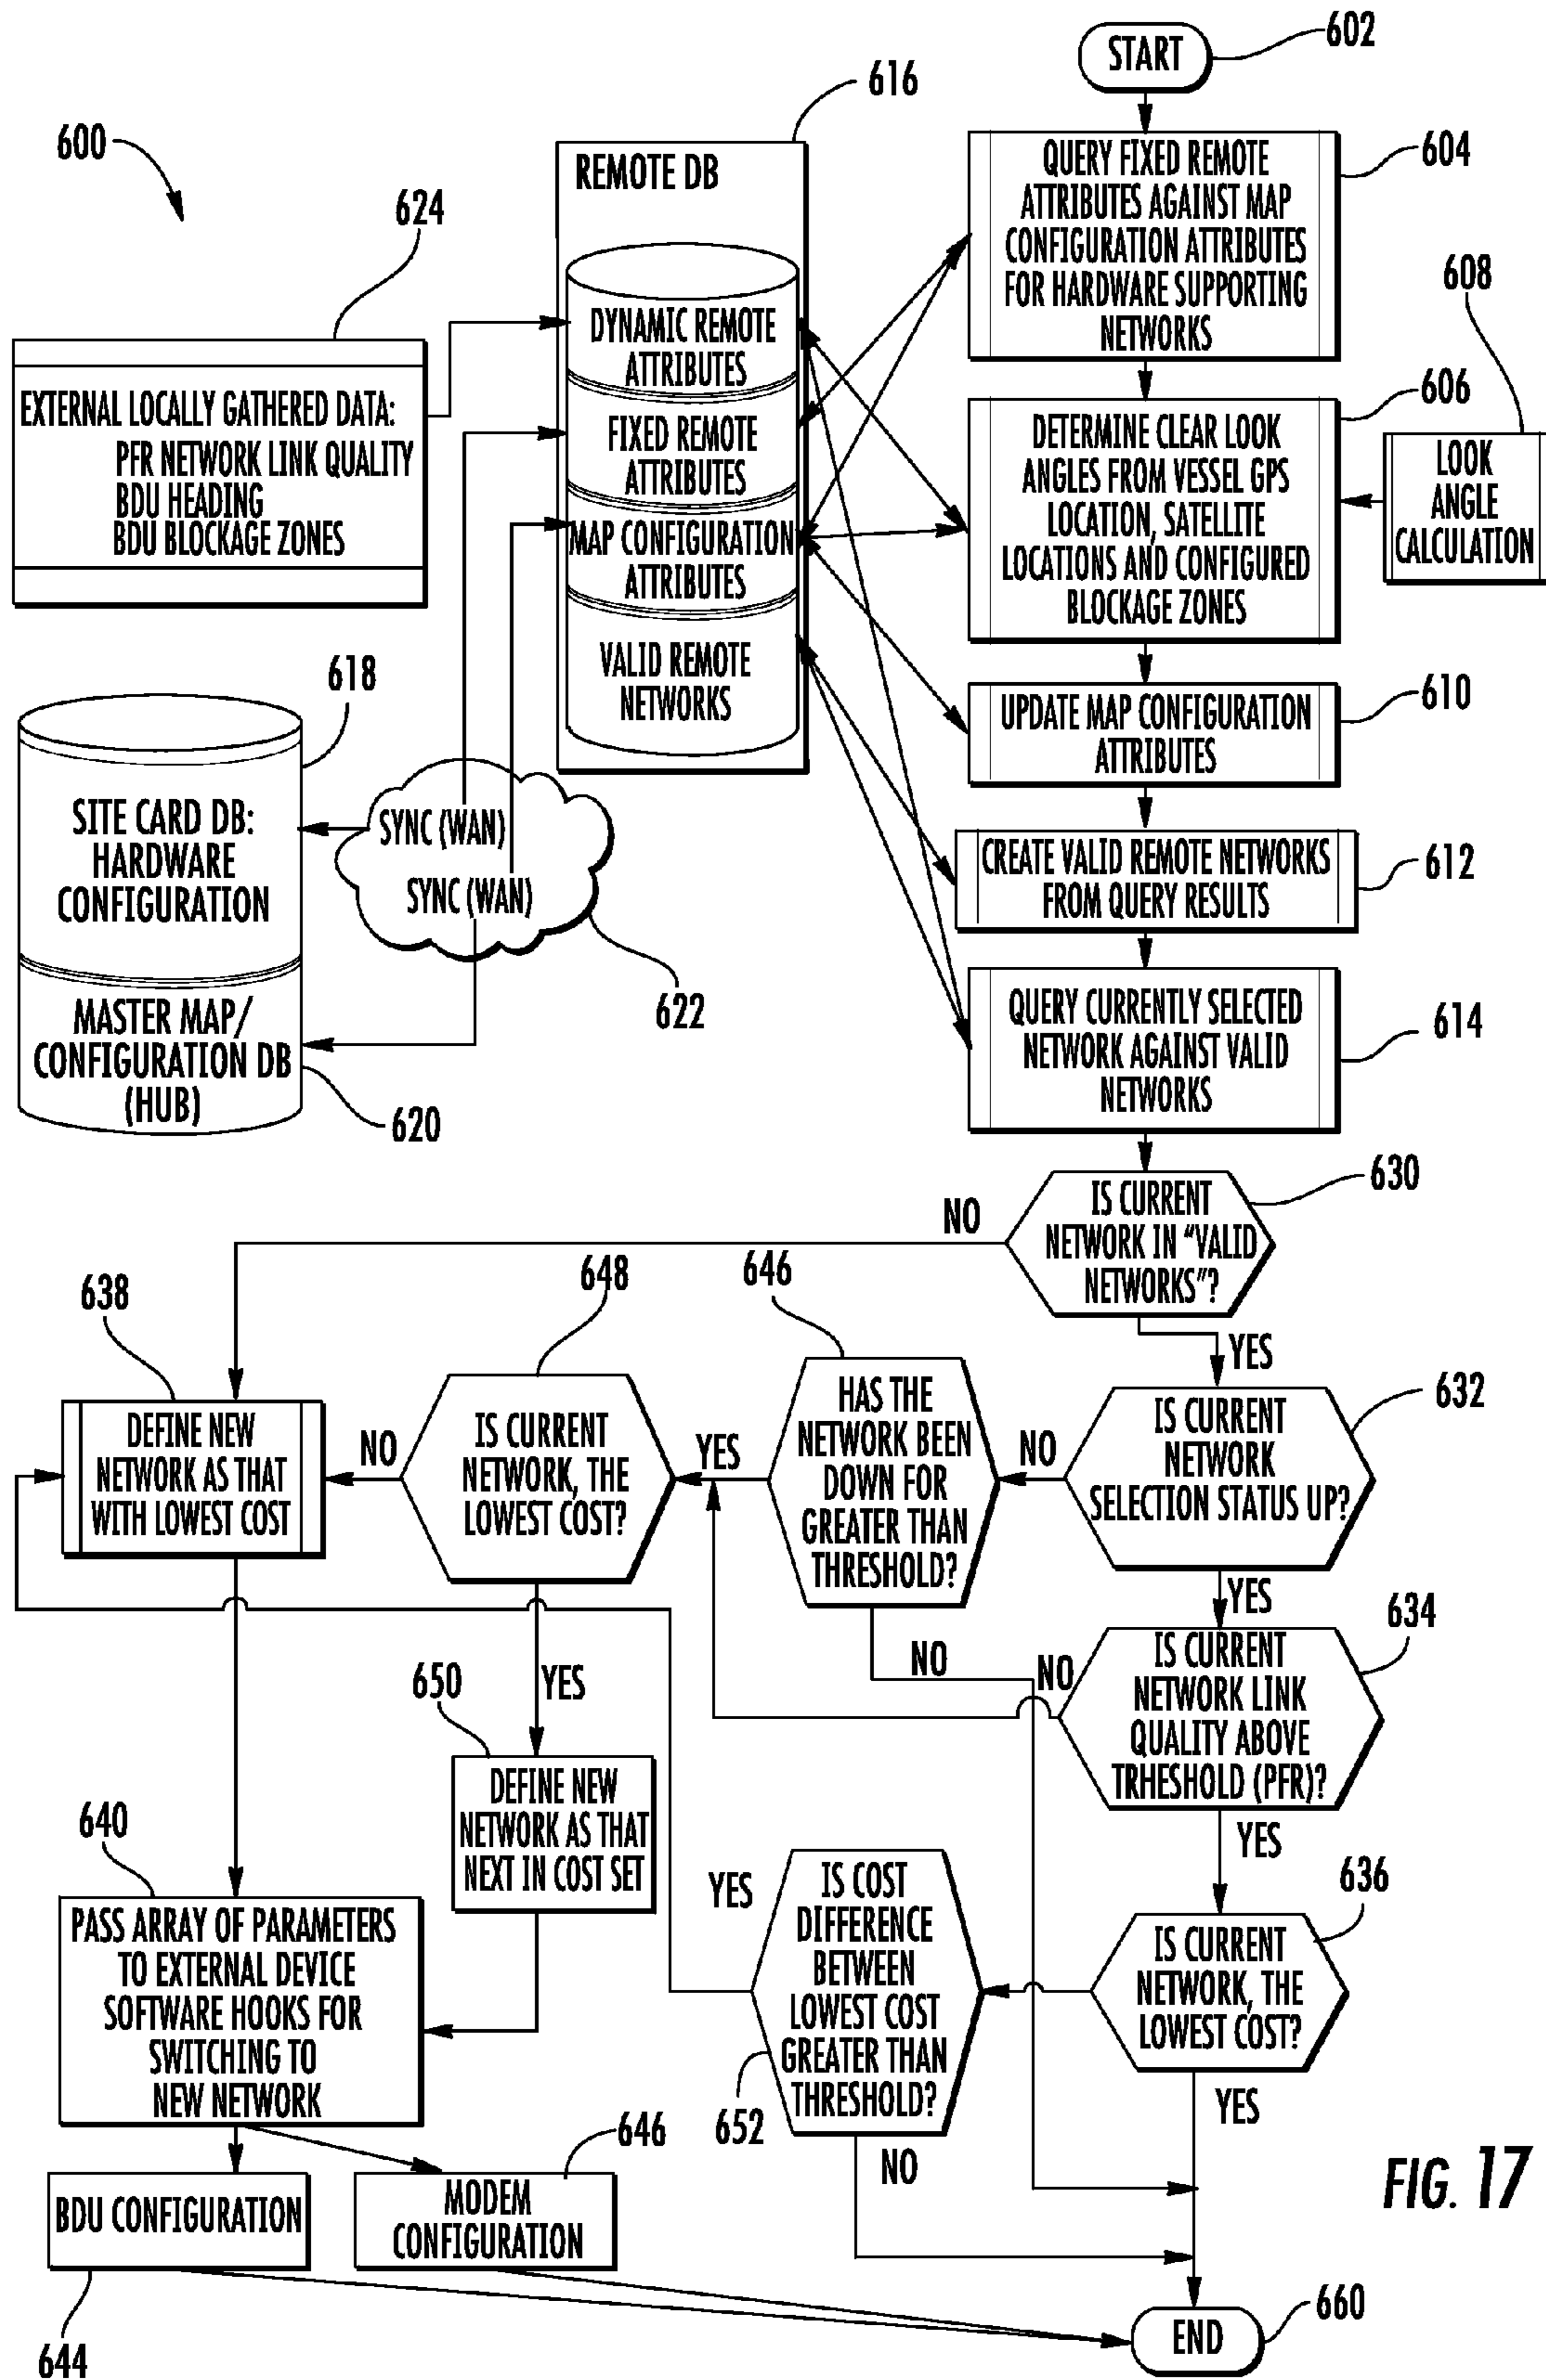 START
602
616
600
REMOTE DB
QUERY FIXED REMOTE
ATTRIBUTES AGAINST MAP
CONFIGURATION ATTRIBUTES
FOR HARDWARE SUPPORTING
NETWORKS
604
624
608
DYNAMIC REMOTE
ATTRIBUTES
EXTERNAL LOCALLY GATHERED DATA:
PFR NETWORK LINK QUALITY
BDU HEADING
BDU BLOCKAGE ZONES
FIXED REMOTE
ATTRIBUTES
MAP CONFIGURATION
ATTRIBUTES
VALID REMOTE
NETWORKS
DETERMINE CLEAR LOOK
ANGLES FROM VESSEL GPS
LOCATION, SATELLITE
LOCATIONS AND CONFIGURED
BLOCKAGE ZONES
606
LOOK
ANGLE
CALCULATION
618
UPDATE MAP CONFIGURATION
ATTRIBUTES
610
SITE CARD DB:
HARDWARE
CONFIGURATION
SYNC (WAN)
SYNC (WAN)
CREATE VALID REMOTE NETWORKS
FROM QUERY RESULTS
612
MASTER MAP/
CONFIGURATION DB
(HUB)
622
620
QUERY CURRENTLY SELECTED
NETWORK AGAINST VALID
NETWORKS
614
IS CURRENT
NETWORK IN "VALID
NETWORKS"?
630
NO
YES
638
648
646
DEFINE NEW
NETWORK AS THAT
WITH LOWEST COST
NO
IS CURRENT
NETWORK, THE
LOWEST COST?
YES
HAS THE
NETWORK BEEN
DOWN FOR
GREATER THAN
THRESHOLD?
NO
IS CURRENT
NETWORK
SELECTION STATUS UP?
632
YES
634
650
YES
NO
NO
IS CURRENT
NETWORK LINK
QUALITY ABOVE
TRHESHOLD (PFR)?
YES
DEFINE NEW
NETWORK AS THAT
NEXT IN COST SET
640
PASS ARRAY OF PARAMETERS
TO EXTERNAL DEVICE
SOFTWARE HOOKS FOR
SWITCHING TO
NEW NETWORK
YES
IS COST
DIFFERENCE
BETWEEN
LOWEST COST
GREATER THAN
THRESHOLD?
652
636
IS CURRENT
NETWORK, THE
LOWEST COST?
YES
NO
646
BDU CONFIGURATION
MODEM
CONFIGURATION
FIG. 17
644
END
660